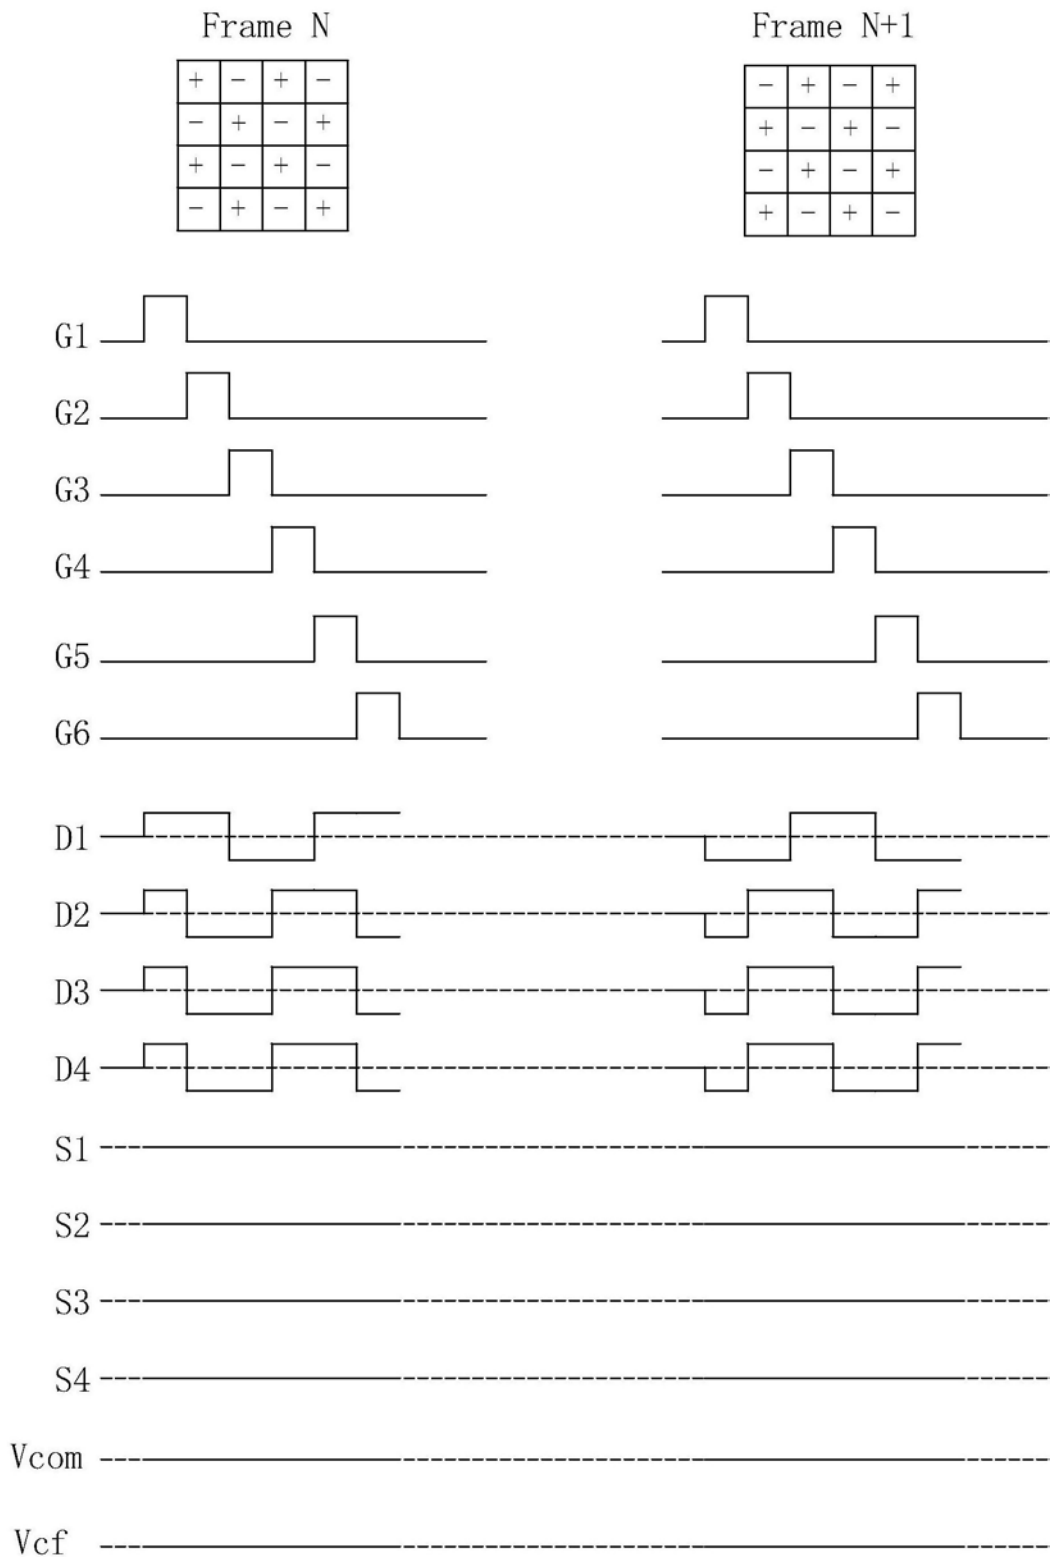 Frame N
Frame N+1
+ - + -
- + - +
- + - +
+ - + -
+ - + -
- + - +
- + - +
+ - + -
G1
G2
G3
G4
G5
G6
D1
D2
D3
D4
S1
S2
S3
S4
Vcom
Vcf